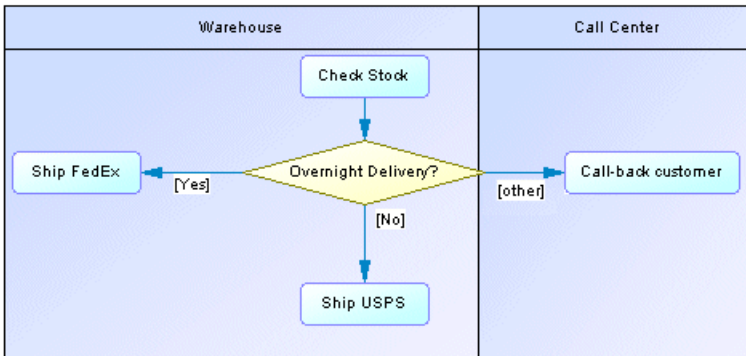 Warehouse
Call Center
Check Stock
Ship FedEx
Overnight Delivery?
Call-back customer
[Yes]
[other]
[No]
Ship USPS